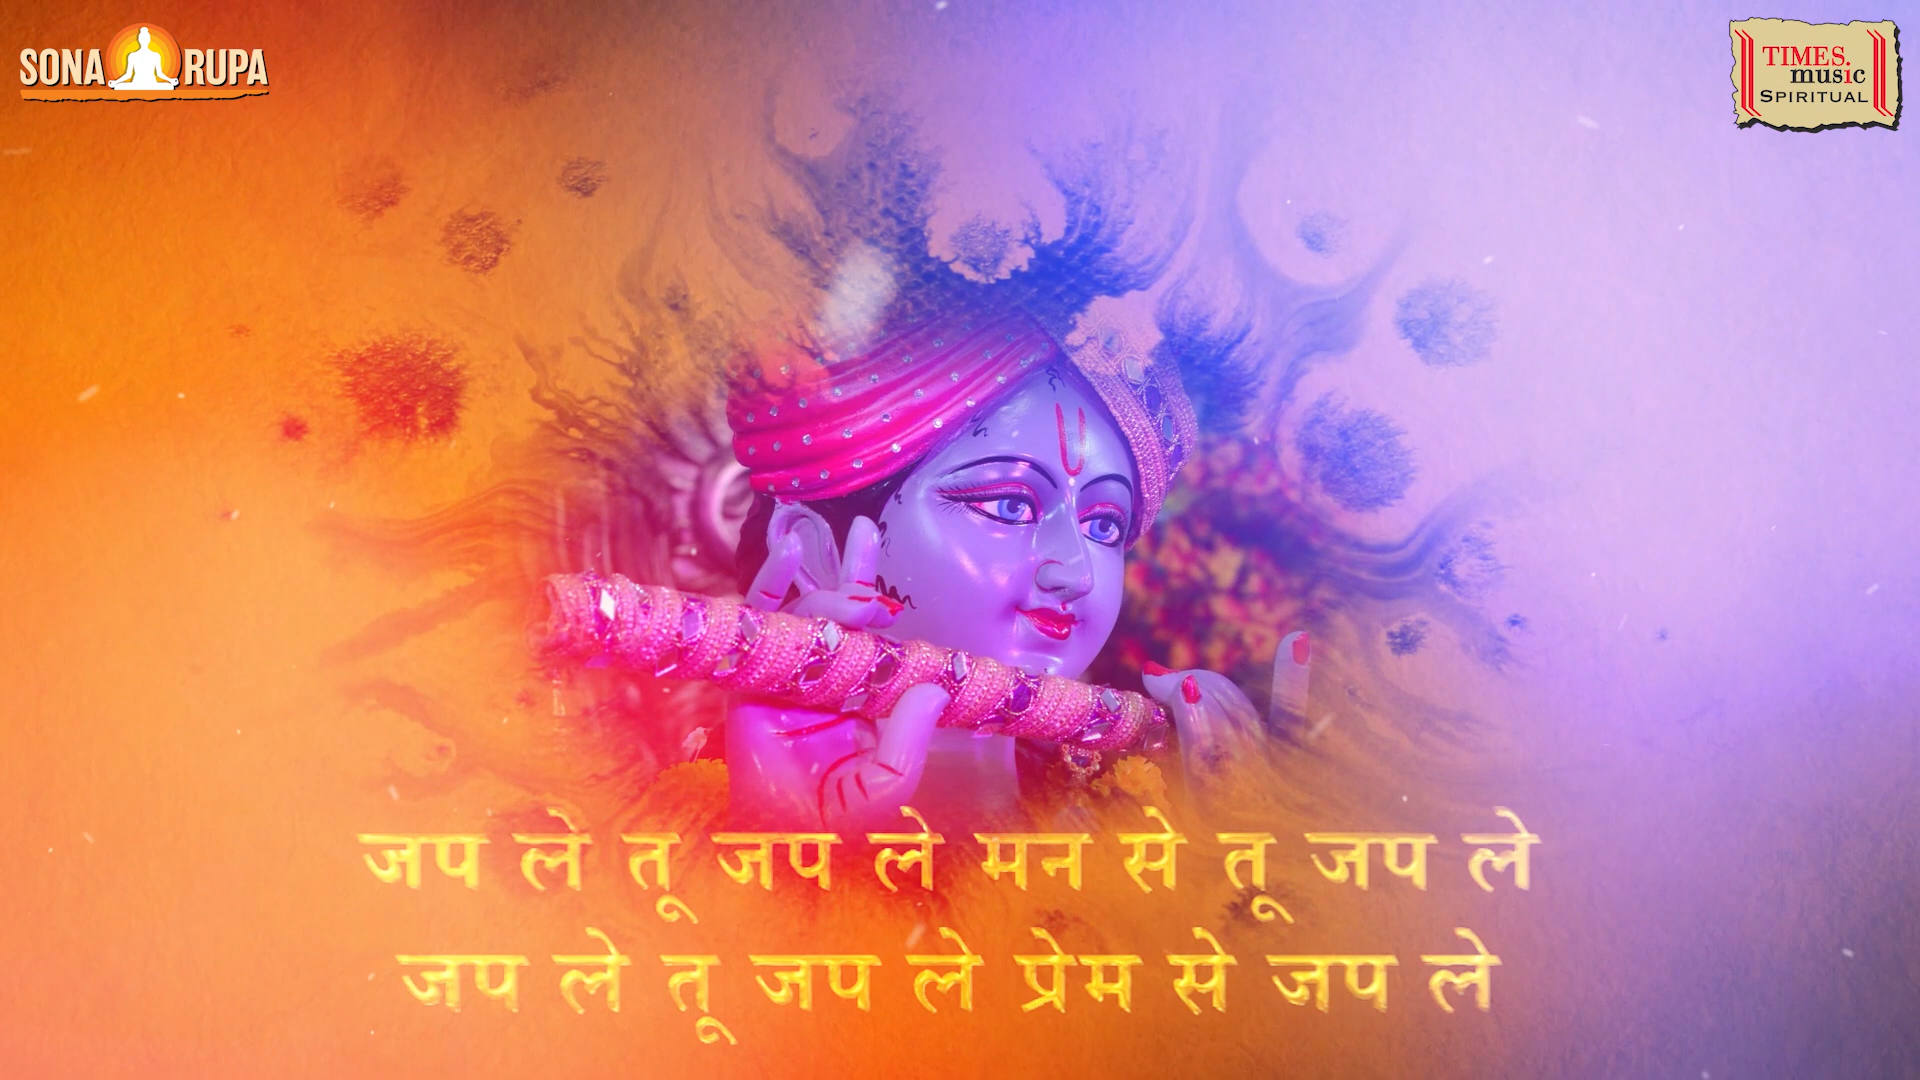 SONA RUPA
TIMES.
music
SPIRITUAL
जप ले तू जप ले मन से तू जप ले
जप ले तू जप ले प्रेम से जप ले